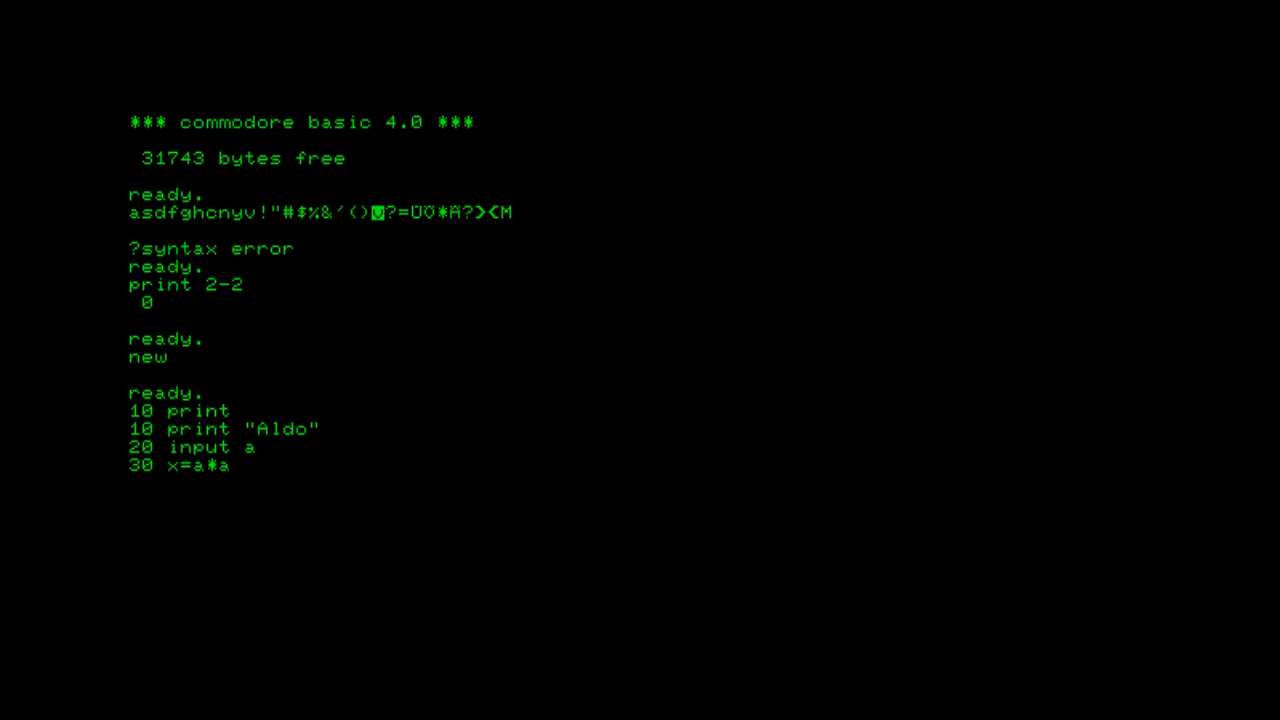 *** commodore basic 4.0 ***
31743 bytes free
ready.
asdfghcnyv!"#$%&'()v?=ÜÖ*Ä?><M
?syntax error
ready.
print 2-2
0
ready.
new
ready.
10 print
10 print "Aldo"
20 input a
30 x=a*a